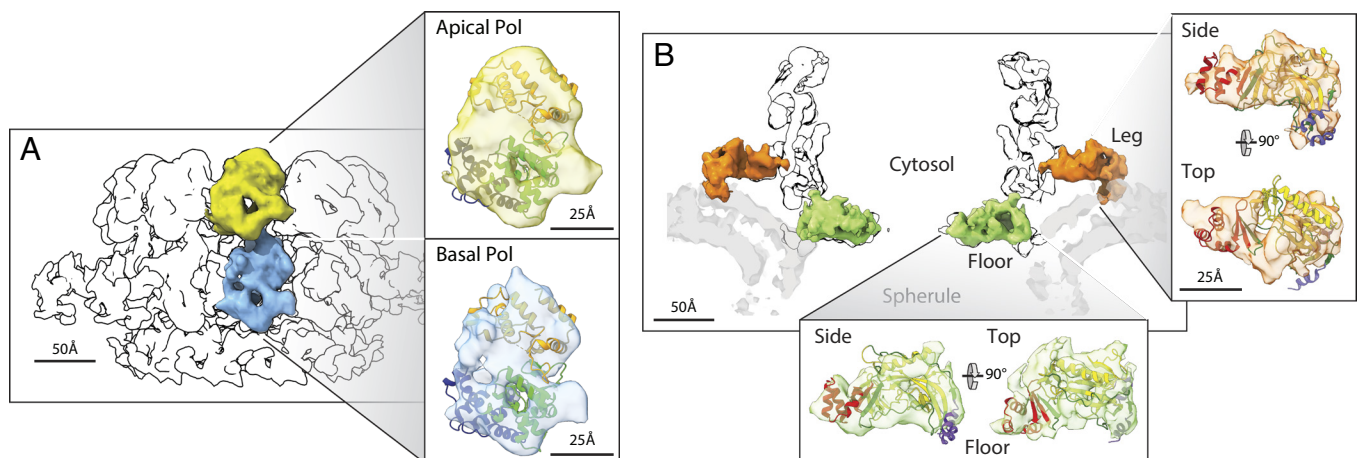 A
50Å
Apical Pol
25Å
Basal Pol
25Å
B
Cytosol
Leg
Floor
50Å
Spherule
Side
90°
Top
25Å
Side
Top
90°
Floor